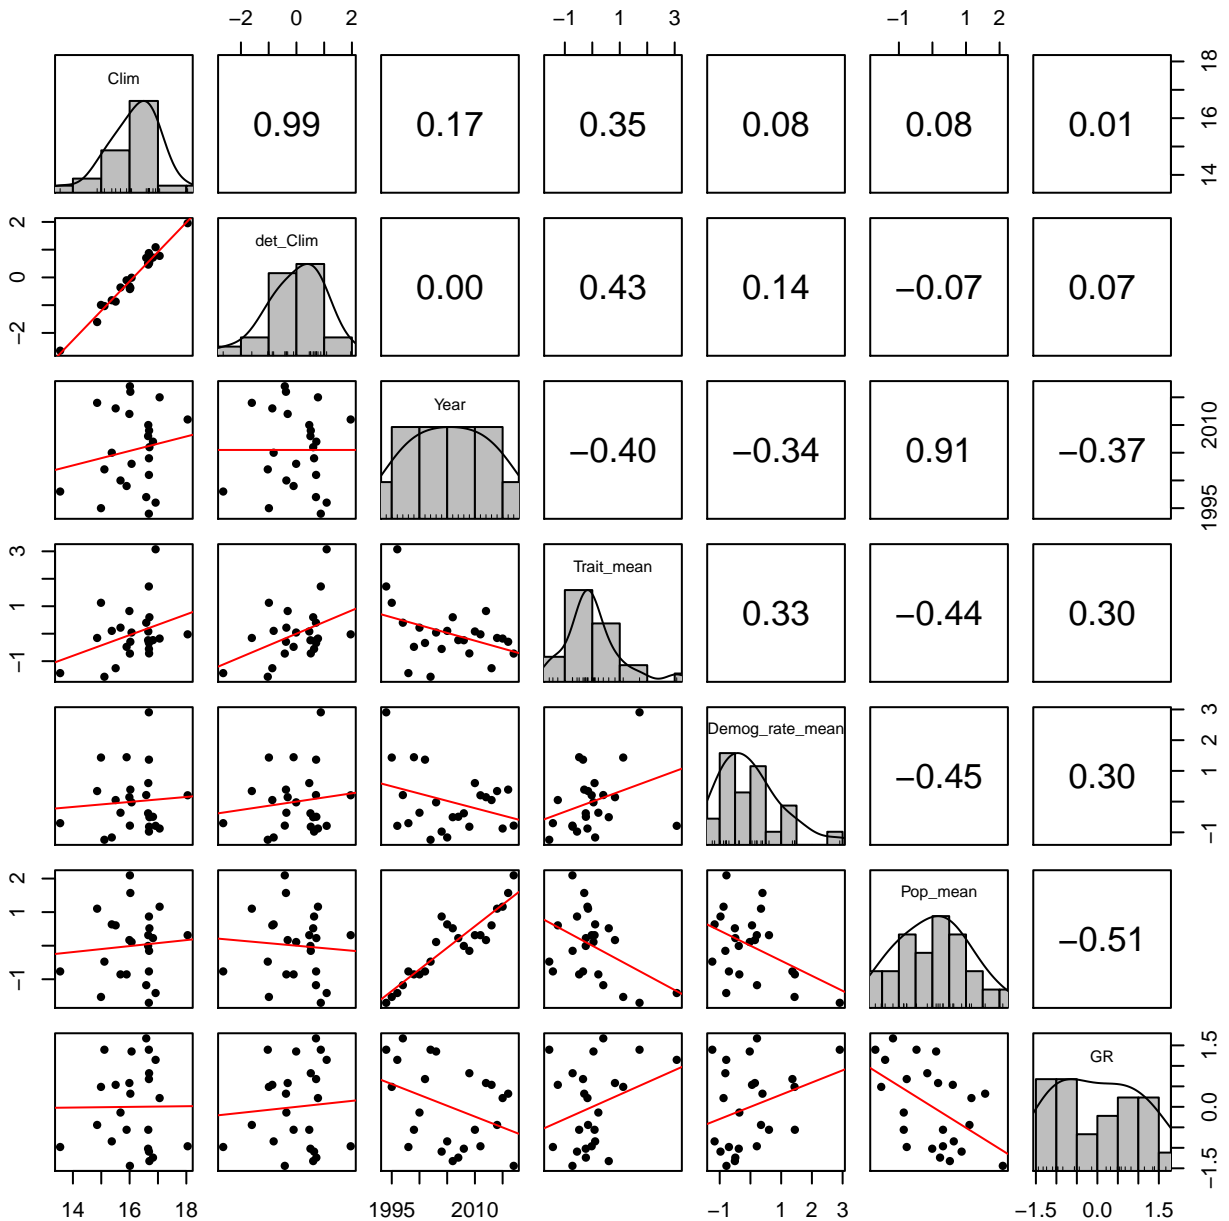 −2 0 2 −1 1 3 −1 1 2
Clim
0.99 0.17 0.35 0.08 0.08 0.01
14 16 18
−2 0 2
det_Clim
0.00 0.43 0.14 −0.07 0.07
Year
−0.40 −0.34 0.91 −0.37
1995 2010
−1 1 3
Trait_mean
0.33 −0.44 0.30
Demog_rate_mean
−0.45 0.30
−1 1 2 3
−1 1 2
Pop_mean
−0.51
GR
−1.5 0.0 1.5
14 16 18 1995 2010 −1 1 2 3 −1.5 0.0 1.5